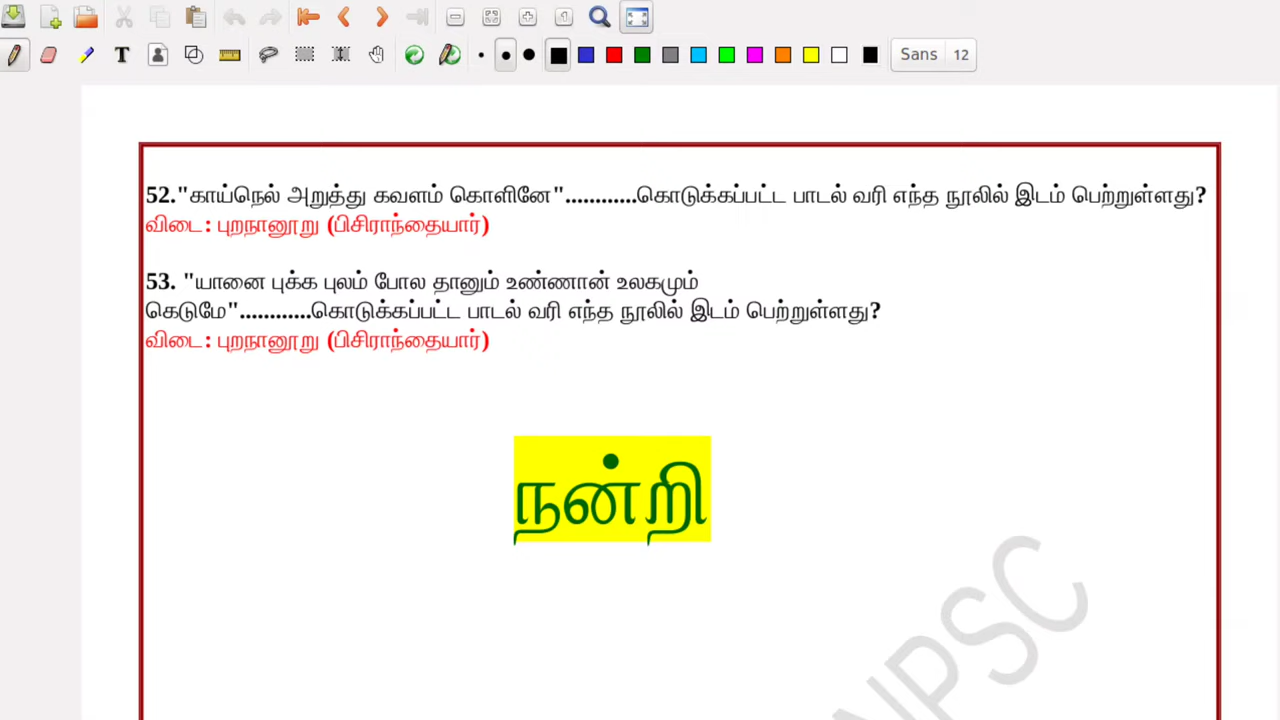 Sans 12
52."காய்நெல் அறுத்து கவளம் கொளினே"............கொடுக்கப்பட்ட பாடல் வரி எந்த நூலில் இடம் பெற்றுள்ளது?
விடை: புறநானூறு (பிசிராந்தையார்)
53. "யானை புக்க புலம் போல தானும் உண்ணான் உலகமும்
கெடுமே"............கொடுக்கப்பட்ட பாடல் வரி எந்த நூலில் இடம் பெற்றுள்ளது?
விடை: புறநானூறு (பிசிராந்தையார்)
நன்றி
NPSC